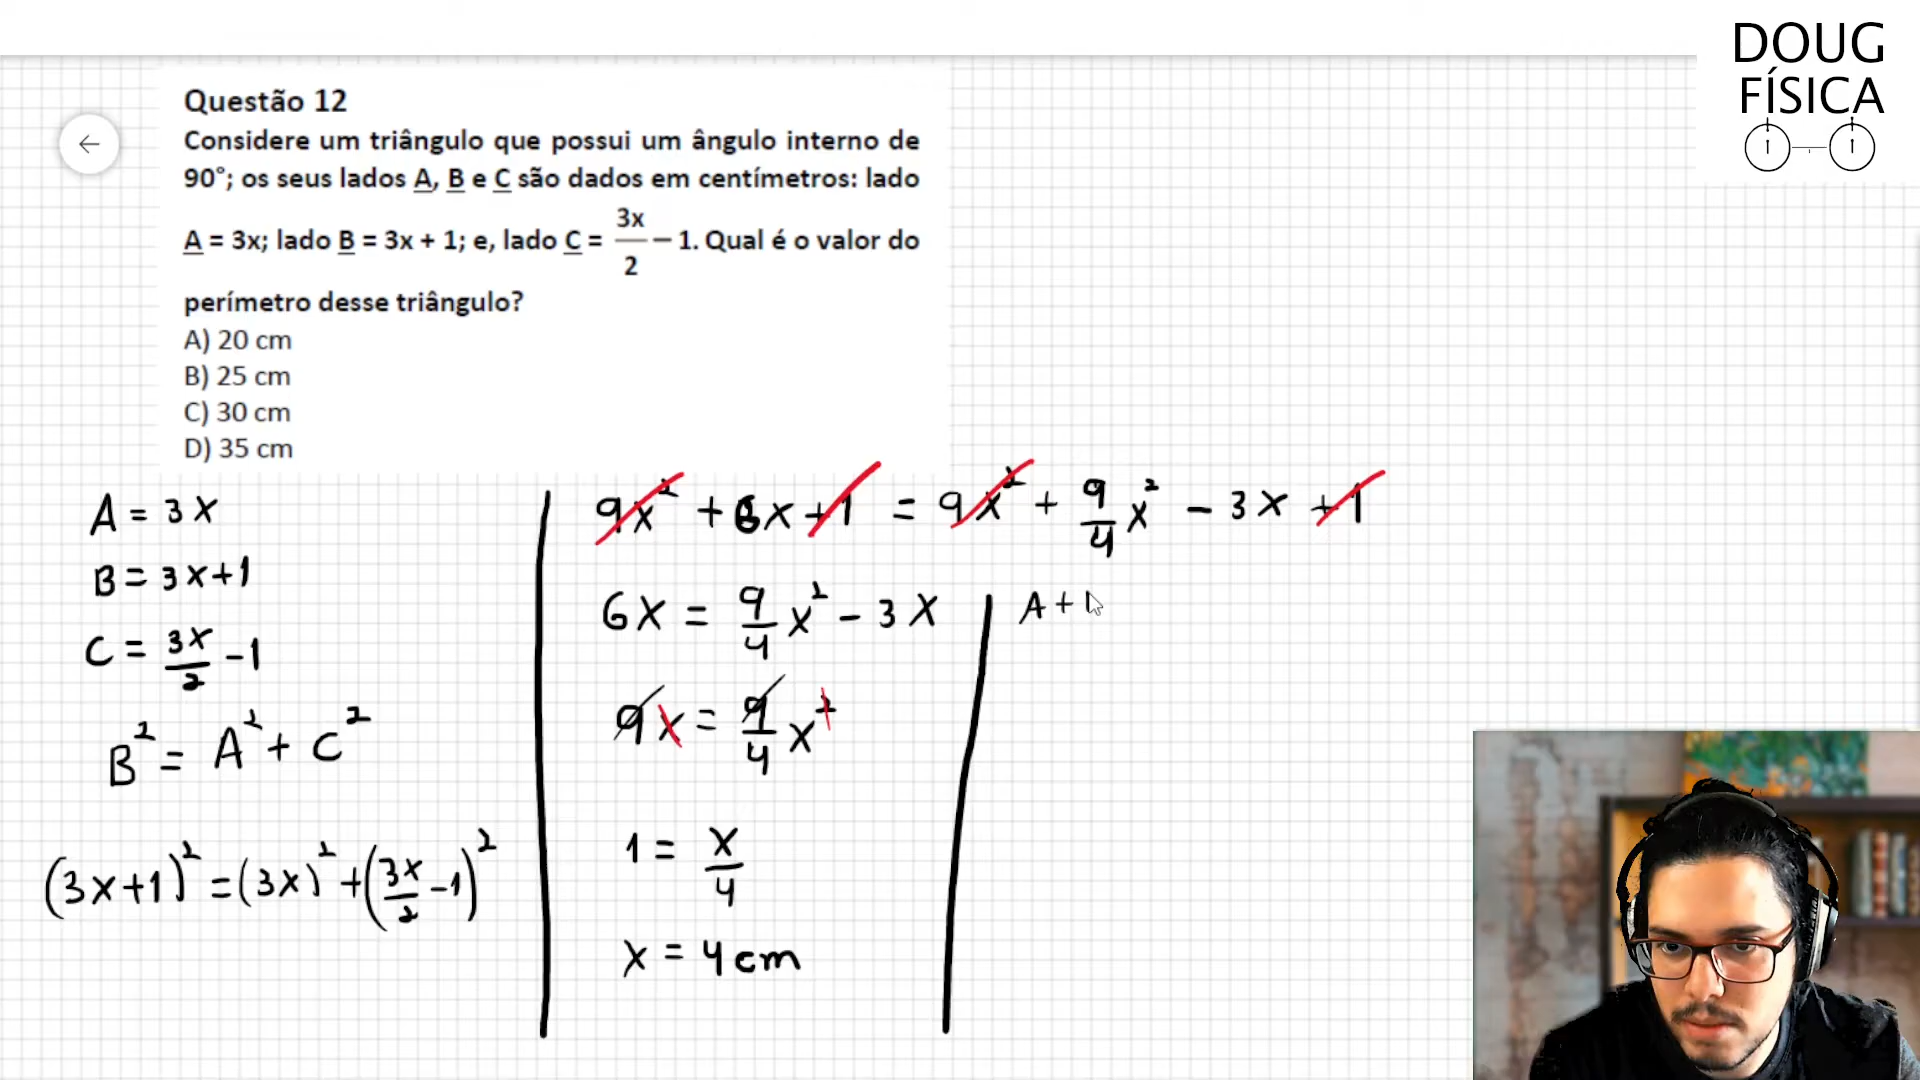 DOUG
FÍSICA
Questão 12
Considere um triângulo que possui um ângulo interno de
90°; os seus lados A, B e C são dados em centímetros: lado
A = 3x; lado B = 3x + 1; e, lado C = 3x/2 − 1. Qual é o valor do
perímetro desse triângulo?
A) 20 cm
B) 25 cm
C) 30 cm
D) 35 cm
A = 3x
B = 3x+1
C = 3x/2 -1
B² = A² + C²
(3x+1)² = (3x)² + (3x/2 -1)²
9x² + 6x + 1 = 9x² + 9/4 x² - 3x + 1
6x = 9/4 x² - 3x
9x = 9/4 x²
1 = x/4
x = 4cm
A +